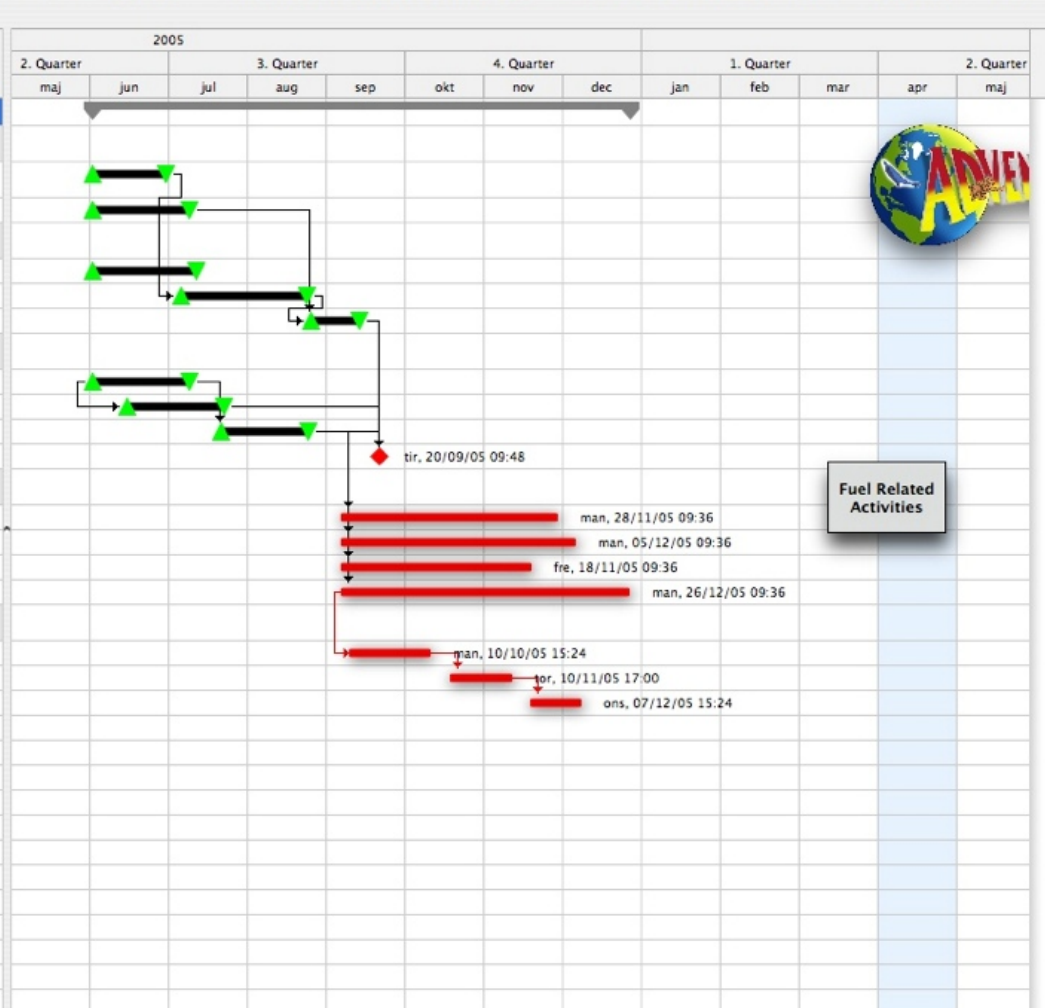 2005
2. Quarter 3. Quarter 4. Quarter 1. Quarter 2. Quarter
maj jun jul aug sep okt nov dec jan feb mar apr maj
tir, 20/09/05 09:48
Fuel Related
Activities
man, 28/11/05 09:36
man, 05/12/05 09:36
fre, 18/11/05 09:36
man, 26/12/05 09:36
man, 10/10/05 15:24
tor, 10/11/05 17:00
ons, 07/12/05 15:24